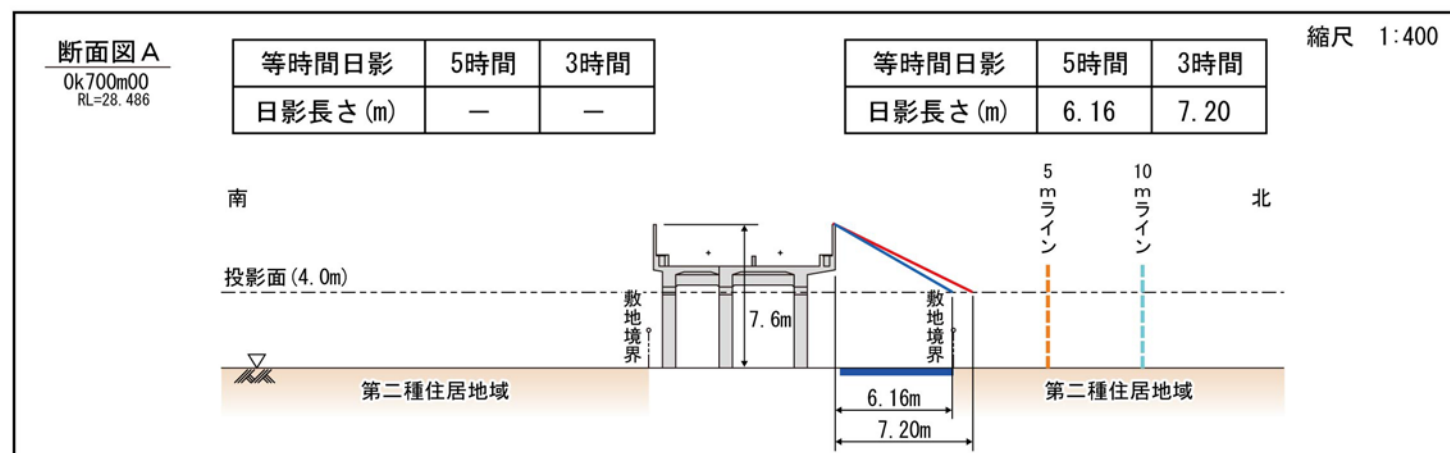 断面図A
0k700m00
RL=28.486
等時間日影 5時間 3時間
日影長さ(m) － －
等時間日影 5時間 3時間
日影長さ(m) 6.16 7.20
縮尺 1:400
南
5mライン
10mライン
北
投影面(4.0m)
敷地境界
7.6m
敷地境界
第二種住居地域
6.16m
第二種住居地域
7.20m